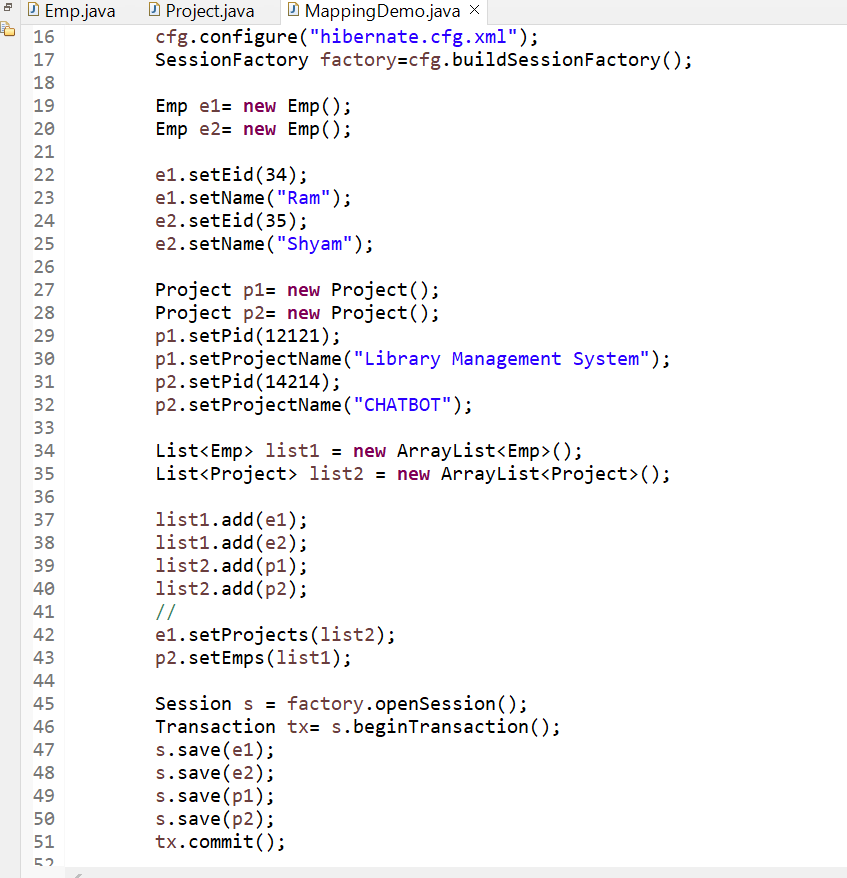 Emp.java Project.java MappingDemo.java
16 cfg.configure("hibernate.cfg.xml");
17 SessionFactory factory=cfg.buildSessionFactory();
18
19 Emp e1= new Emp();
20 Emp e2= new Emp();
21
22 e1.setEid(34);
23 e1.setName("Ram");
24 e2.setEid(35);
25 e2.setName("Shyam");
26
27 Project p1= new Project();
28 Project p2= new Project();
29 p1.setPid(12121);
30 p1.setProjectName("Library Management System");
31 p2.setPid(14214);
32 p2.setProjectName("CHATBOT");
33
34 List<Emp> list1 = new ArrayList<Emp>();
35 List<Project> list2 = new ArrayList<Project>();
36
37 list1.add(e1);
38 list1.add(e2);
39 list2.add(p1);
40 list2.add(p2);
41 //
42 e1.setProjects(list2);
43 p2.setEmps(list1);
44
45 Session s = factory.openSession();
46 Transaction tx= s.beginTransaction();
47 s.save(e1);
48 s.save(e2);
49 s.save(p1);
50 s.save(p2);
51 tx.commit();
52